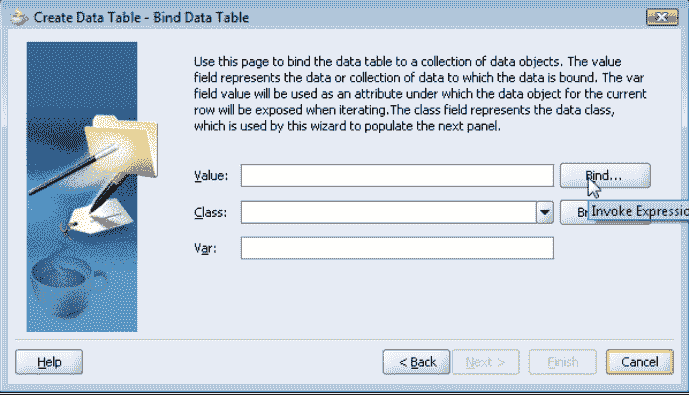 Create Data Table - Bind Data Table
Use this page to bind the data table to a collection of data objects. The value
field represents the data or collection of data to which the data is bound. The var
field value will be used as an attribute under which the data object for the current
row will be exposed when iterating.The class field represents the data class,
which is used by this wizard to populate the next panel.
Value:
Bind...
Class:
Br
Invoke Expressio
Var:
Help
< Back
Next >
Finish
Cancel